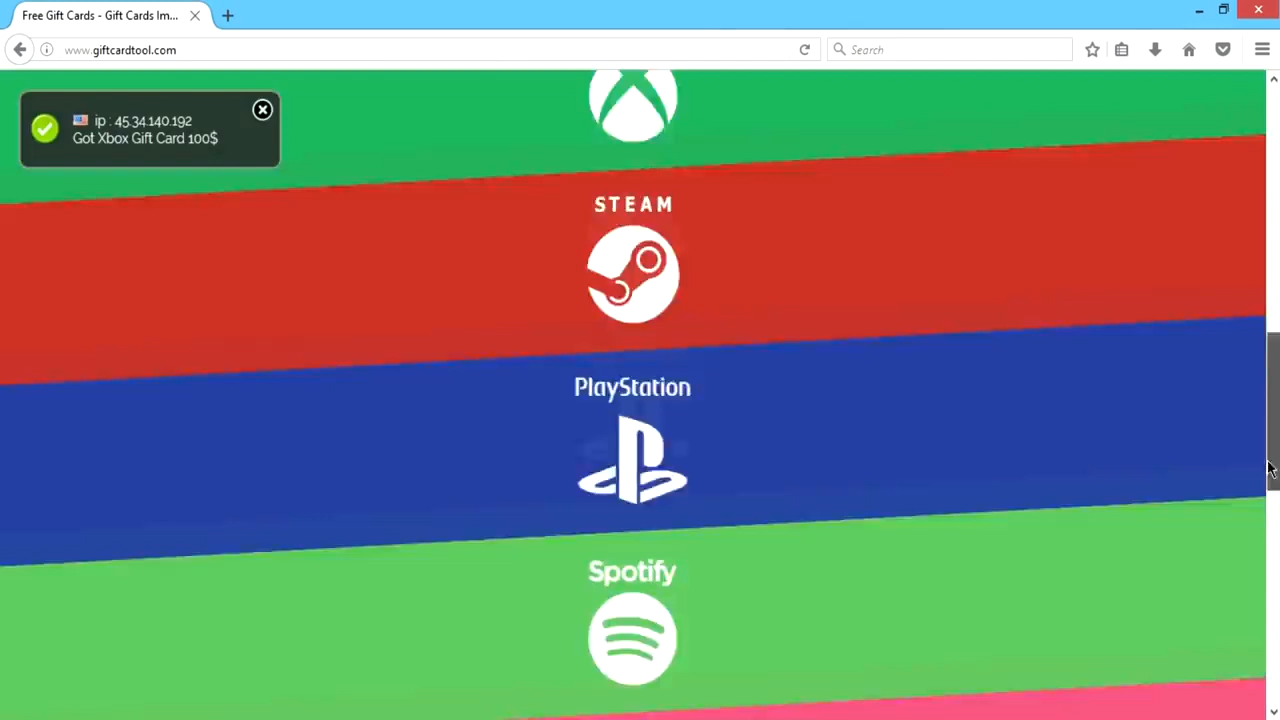 Free Gift Cards - Gift Cards Im...
www.giftcardtool.com
Search
ip : 45.34.140.192
Got Xbox Gift Card 100$
STEAM
PlayStation
Spotify